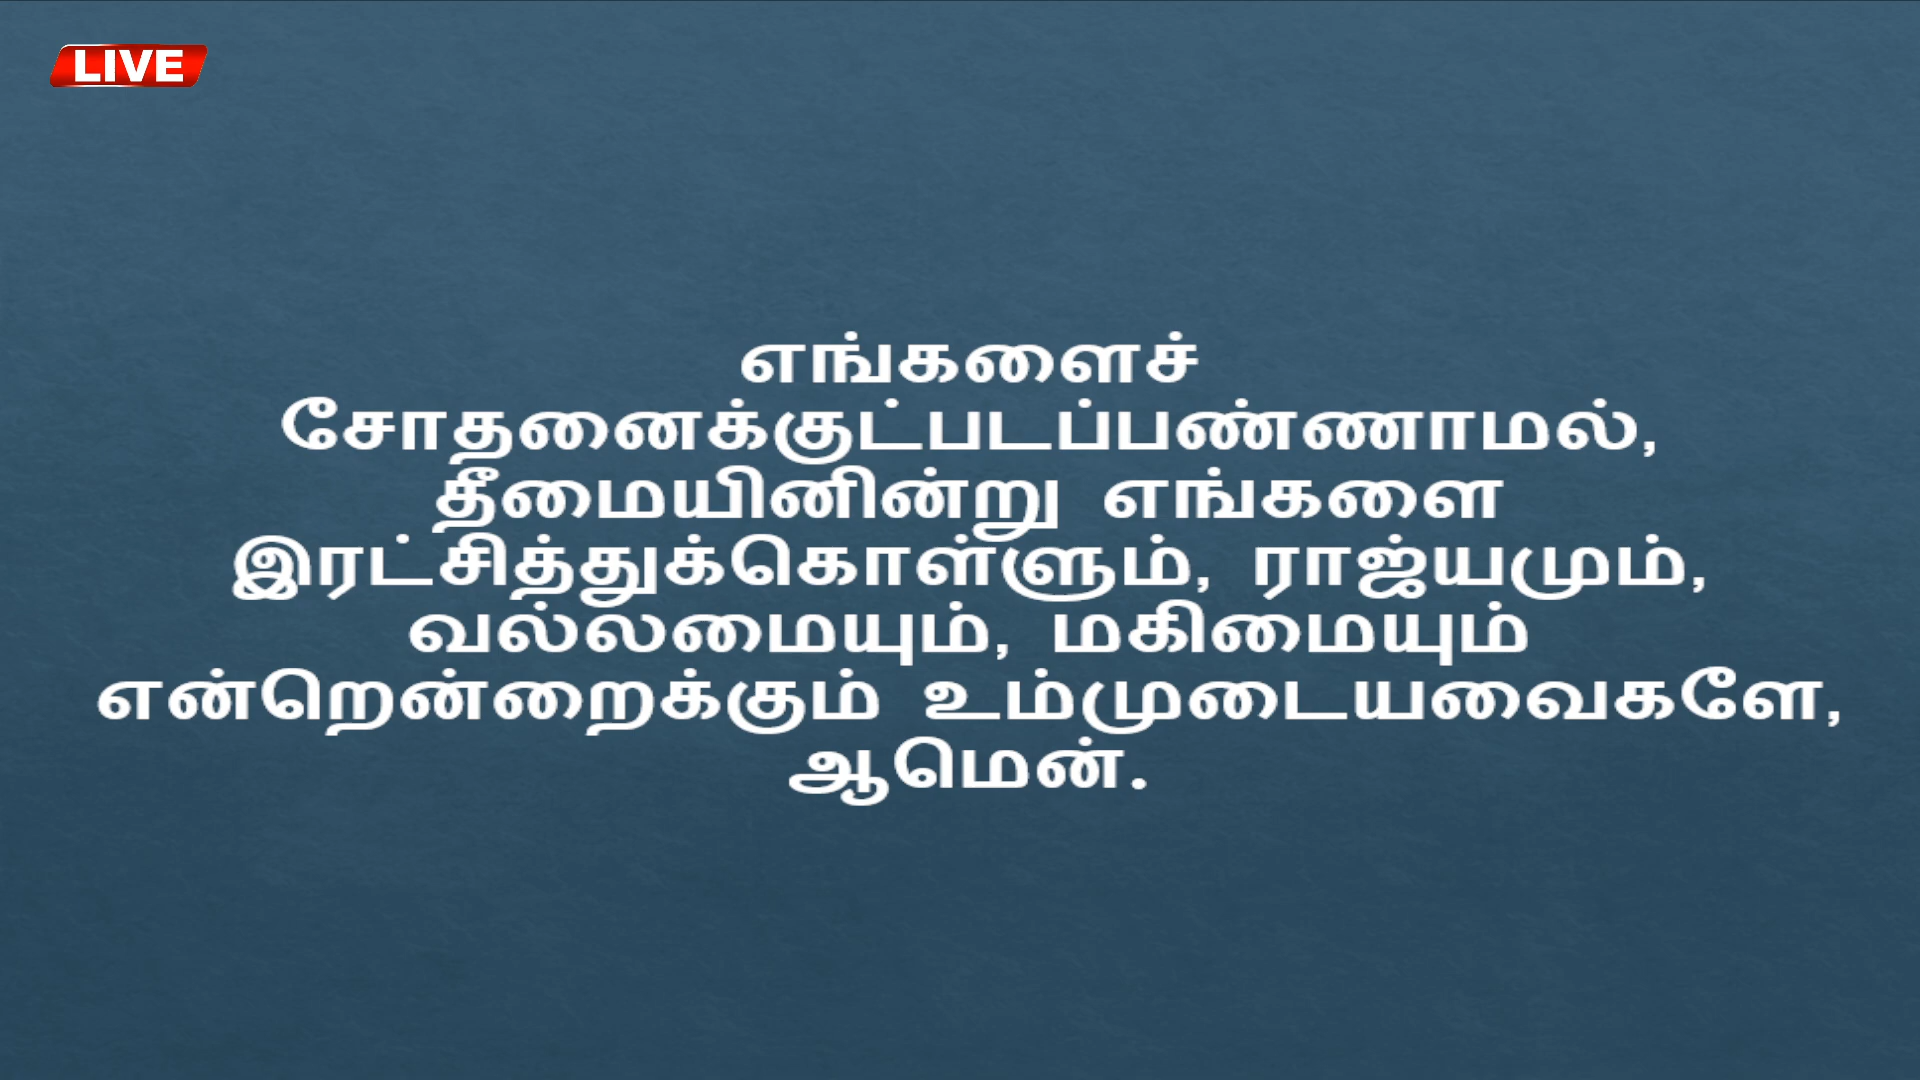 LIVE
எங்களைச்
சோதனைக்குட்படப்பண்ணாமல்,
தீமையினின்று எங்களை
இரட்சித்துக்கொள்ளும், ராஜ்யமும்,
வல்லமையும், மகிமையும்
என்றென்றைக்கும் உம்முடையவைகளே,
ஆமென்.